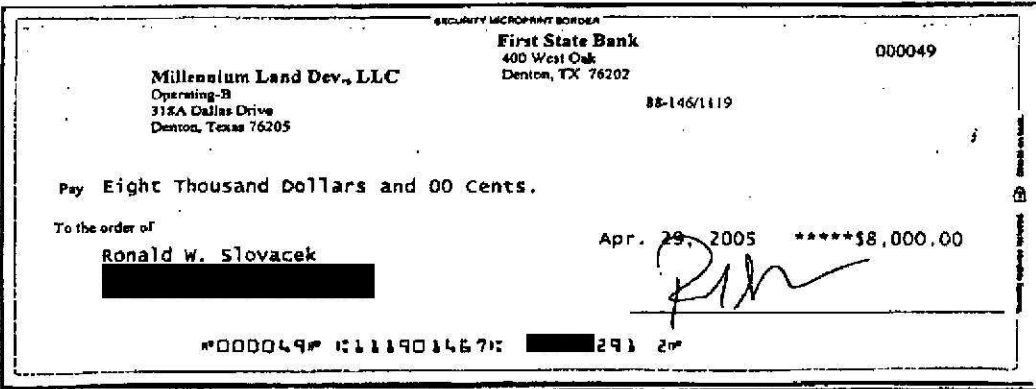 SECURITY MICROPRINT BORDER
First State Bank
400 West Oak
Denton, TX 76202
000049
Millennium Land Dev., LLC
Operating-B
318A Dallas Drive
Denton, Texas 76205
88-146/1119
Pay Eight Thousand Dollars and 00 Cents.
To the order of
Ronald W. Slovacek
Apr. 29, 2005 *****$8,000.00
⑈000049⑈ ⑆111901467⑆ 291 2⑈